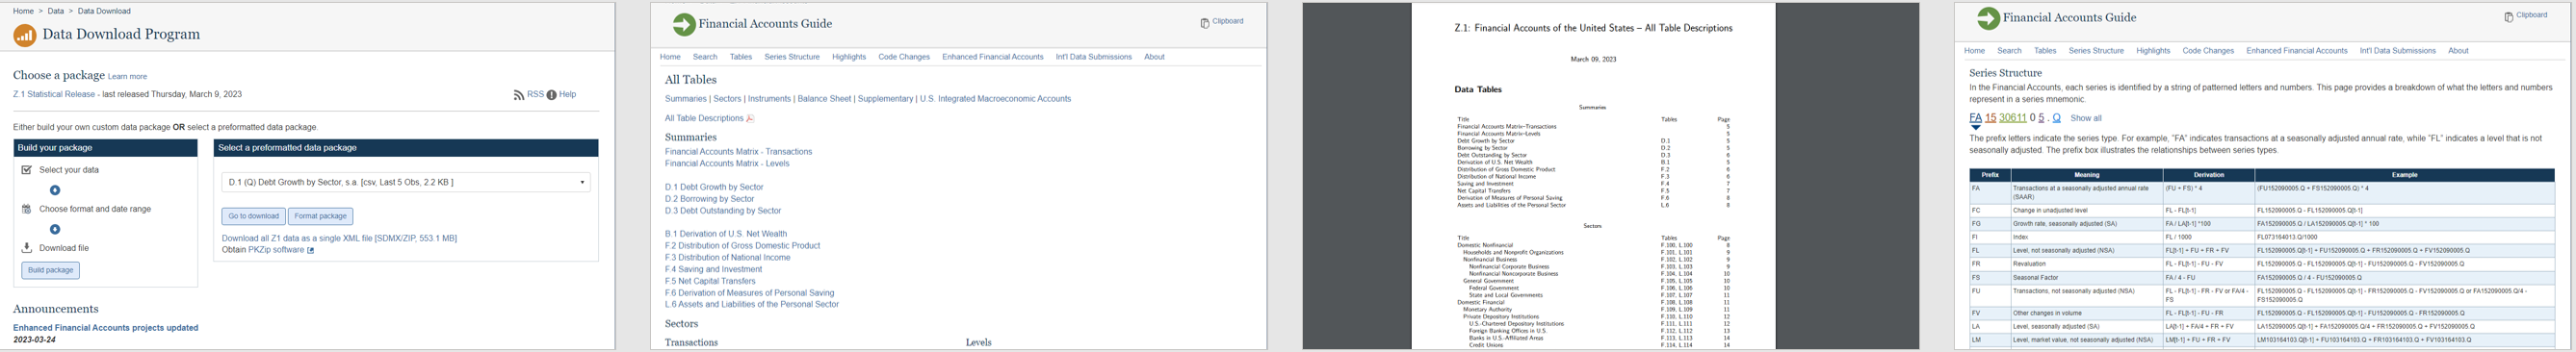 Home > Data > Data Download
Data Download Program
Choose a package Learn more
Z.1 Statistical Release - last released Thursday, March 9, 2023
RSS Help
Either build your own custom data package OR select a preformatted data package.
Build your package
Select your data
Choose format and date range
Download file
Build package
Select a preformatted data package
D.1 (Q) Debt Growth by Sector, s.a. [csv, Last 5 Obs, 2.2 KB ]
Go to download Format package
Download all Z1 data as a single XML file [SDMX/ZIP, 553.1 MB]
Obtain PKZip software
Announcements
Enhanced Financial Accounts projects updated
2023-03-24
Financial Accounts Guide
Clipboard
Home Search Tables Series Structure Highlights Code Changes Enhanced Financial Accounts Int'l Data Submissions About
All Tables
Summaries | Sectors | Instruments | Balance Sheet | Supplementary | U.S. Integrated Macroeconomic Accounts
All Table Descriptions
Summaries
Financial Accounts Matrix - Transactions
Financial Accounts Matrix - Levels
D.1 Debt Growth by Sector
D.2 Borrowing by Sector
D.3 Debt Outstanding by Sector
B.1 Derivation of U.S. Net Wealth
F.2 Distribution of Gross Domestic Product
F.3 Distribution of National Income
F.4 Saving and Investment
F.5 Net Capital Transfers
F.6 Derivation of Measures of Personal Saving
L.6 Assets and Liabilities of the Personal Sector
Sectors
Transactions Levels
Z.1: Financial Accounts of the United States – All Table Descriptions
March 09, 2023
Data Tables
Summaries
Title Tables Page
Financial Accounts Matrix–Transactions 5
Financial Accounts Matrix–Levels 5
Debt Growth by Sector D.1 5
Borrowing by Sector D.2 5
Debt Outstanding by Sector D.3 6
Derivation of U.S. Net Wealth B.1 6
Distribution of Gross Domestic Product F.2 6
Distribution of National Income F.3 6
Saving and Investment F.4 7
Net Capital Transfers F.5 7
Derivation of Measures of Personal Saving F.6 8
Assets and Liabilities of the Personal Sector L.6 8
Sectors
Title Tables Page
Domestic Nonfinancial F.100, L.100 8
Households and Nonprofit Organizations F.101, L.101 9
Nonfinancial Business F.102, L.102 9
Nonfinancial Corporate Business F.103, L.103 9
Nonfinancial Noncorporate Business F.104, L.104 10
General Government F.105, L.105 10
Federal Government F.106, L.106 10
State and Local Governments F.107, L.107 11
Domestic Financial F.108, L.108 11
Monetary Authority F.109, L.109 11
Private Depository Institutions F.110, L.110 12
U.S.-Chartered Depository Institutions F.111, L.111 12
Foreign Banking Offices in U.S. F.112, L.112 13
Banks in U.S.-Affiliated Areas F.113, L.113 14
Credit Unions F.114, L.114 14
Financial Accounts Guide
Clipboard
Home Search Tables Series Structure Highlights Code Changes Enhanced Financial Accounts Int'l Data Submissions About
Series Structure
In the Financial Accounts, each series is identified by a string of patterned letters and numbers. This page provides a breakdown of what the letters and numbers
represent in a series mnemonic.
FA 15 30611 0 5 . Q Show all
The prefix letters indicate the series type. For example, "FA" indicates transactions at a seasonally adjusted annual rate, while "FL" indicates a level that is not
seasonally adjusted. The prefix box illustrates the relationships between series types.
Prefix Meaning Derivation Example
FA Transactions at a seasonally adjusted annual rate (SAAR) (FU + FS) * 4 (FU152090005.Q + FS152090005.Q) * 4
FC Change in unadjusted level FL - FL[t-1] FL152090005.Q - FL152090005.Q[t-1]
FG Growth rate, seasonally adjusted (SA) FA / LA[t-1] *100 FA152090005.Q / LA152090005.Q[t-1] * 100
FI Index FL / 1000 FL073164013.Q/1000
FL Level, not seasonally adjusted (NSA) FL[t-1] + FU + FR + FV FL152090005.Q[t-1] + FU152090005.Q + FR152090005.Q + FV152090005.Q
FR Revaluation FL - FL[t-1] - FU - FV FL152090005.Q - FL152090005.Q[t-1] - FU152090005.Q - FV152090005.Q
FS Seasonal Factor FA / 4 - FU FA152090005.Q / 4 - FU152090005.Q
FU Transactions, not seasonally adjusted (NSA) FL - FL[t-1] - FR - FV or FA/4 - FS FL152090005.Q - FL152090005.Q[t-1] - FR152090005.Q - FV152090005.Q or FA152090005.Q/4 - FS152090005.Q
FV Other changes in volume FL - FL[t-1] - FU - FR FL152090005.Q - FL152090005.Q[t-1] - FU152090005.Q - FR152090005.Q
LA Level, seasonally adjusted (SA) LA[t-1] + FA/4 + FR + FV LA152090005.Q[t-1] + FA152090005.Q/4 + FR152090005.Q + FV152090005.Q
LM Level, market value, not seasonally adjusted (NSA) LM[t-1] + FU + FR + FV LM103164103.Q[t-1] + FU103164103.Q + FR103164103.Q + FV103164103.Q